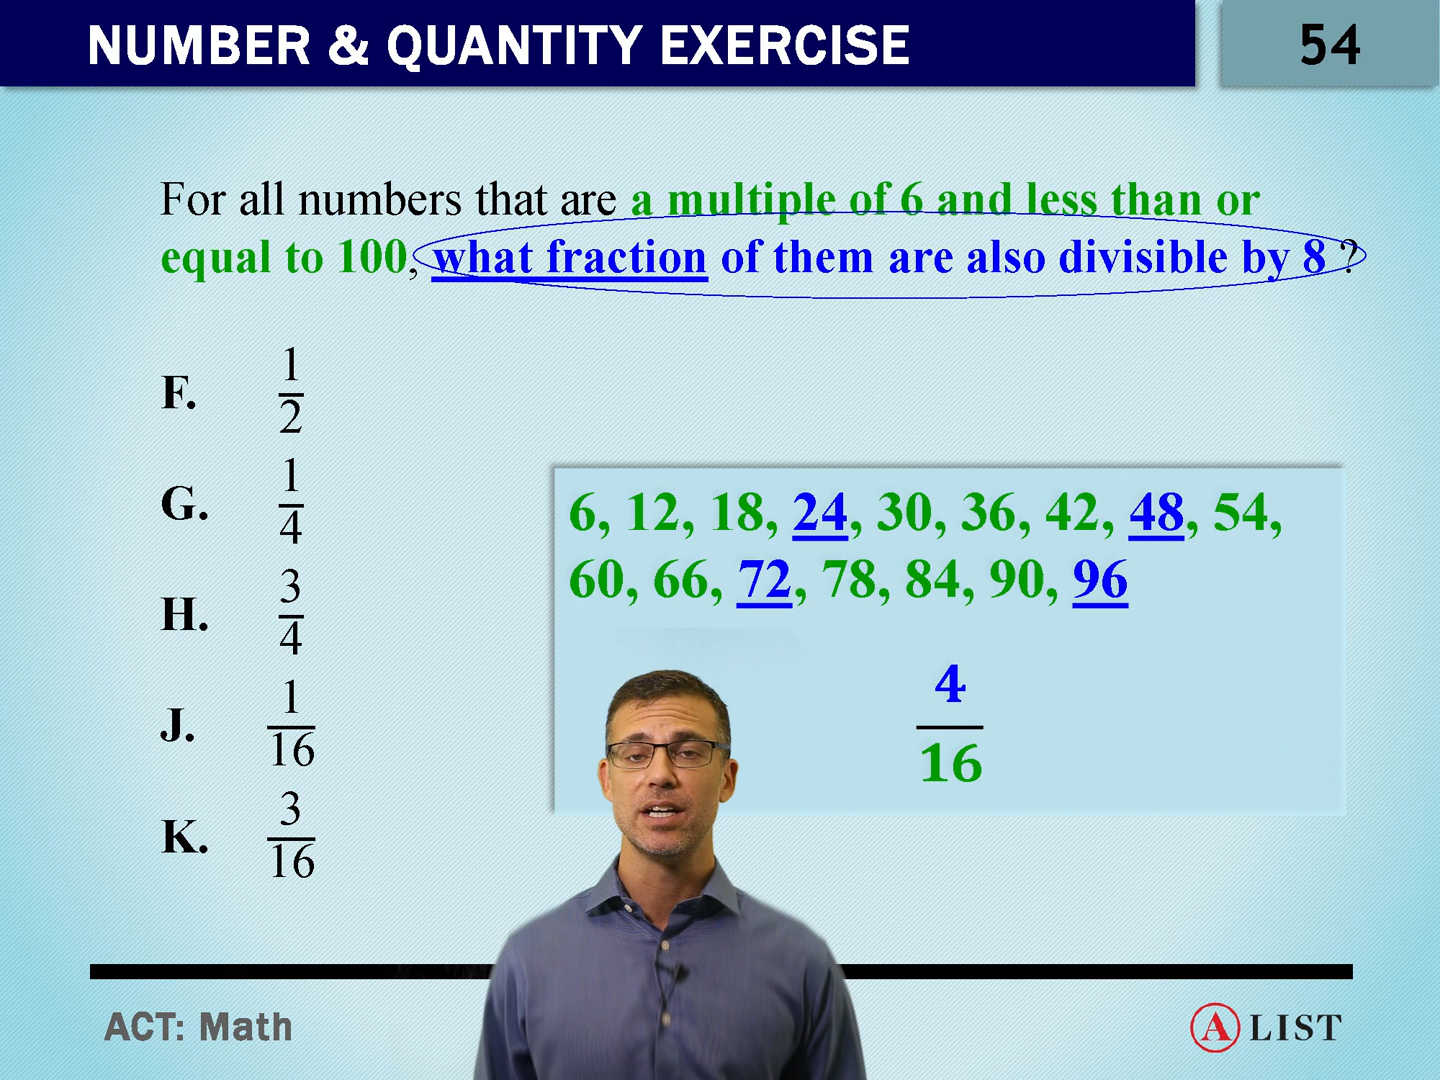 NUMBER & QUANTITY EXERCISE
54
For all numbers that are a multiple of 6 and less than or
equal to 100, what fraction of them are also divisible by 8 ?
F. 1/2
G. 1/4
H. 3/4
J. 1/16
K. 3/16
6, 12, 18, 24, 30, 36, 42, 48, 54,
60, 66, 72, 78, 84, 90, 96
4
16
ACT: Math
A LIST